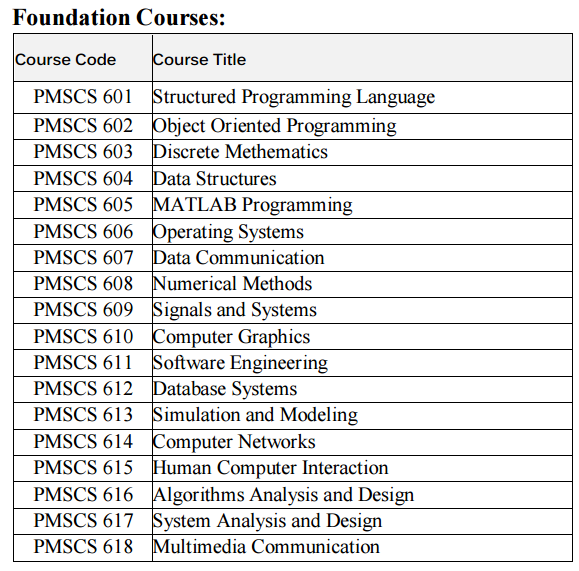 Foundation Courses:
Course Code Course Title
PMSCS 601 Structured Programming Language
PMSCS 602 Object Oriented Programming
PMSCS 603 Discrete Methematics
PMSCS 604 Data Structures
PMSCS 605 MATLAB Programming
PMSCS 606 Operating Systems
PMSCS 607 Data Communication
PMSCS 608 Numerical Methods
PMSCS 609 Signals and Systems
PMSCS 610 Computer Graphics
PMSCS 611 Software Engineering
PMSCS 612 Database Systems
PMSCS 613 Simulation and Modeling
PMSCS 614 Computer Networks
PMSCS 615 Human Computer Interaction
PMSCS 616 Algorithms Analysis and Design
PMSCS 617 System Analysis and Design
PMSCS 618 Multimedia Communication